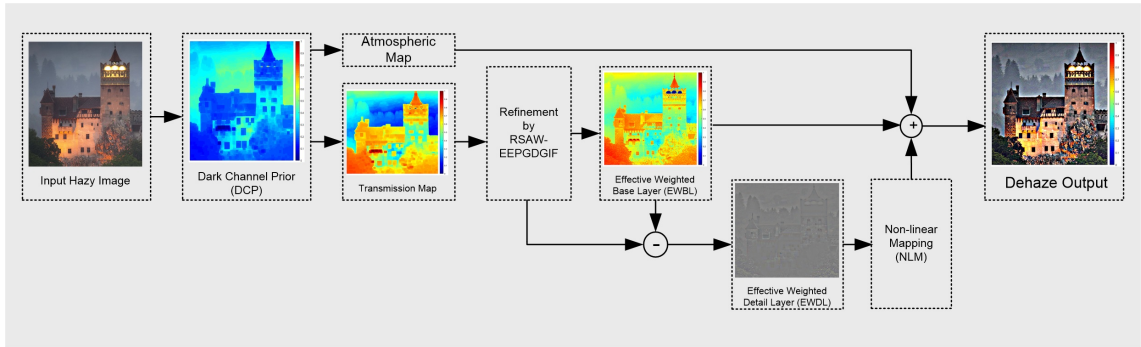 Input Hazy Image
Dark Channel Prior
(DCP)
Atmospheric
Map
Transmission Map
Refinement
by
RSAW-
EEPGDGIF
Effective Weighted
Base Layer (EWBL)
-
Effective Weighted
Detail Layer (EWDL)
Non-linear
Mapping
(NLM)
+
Dehaze Output